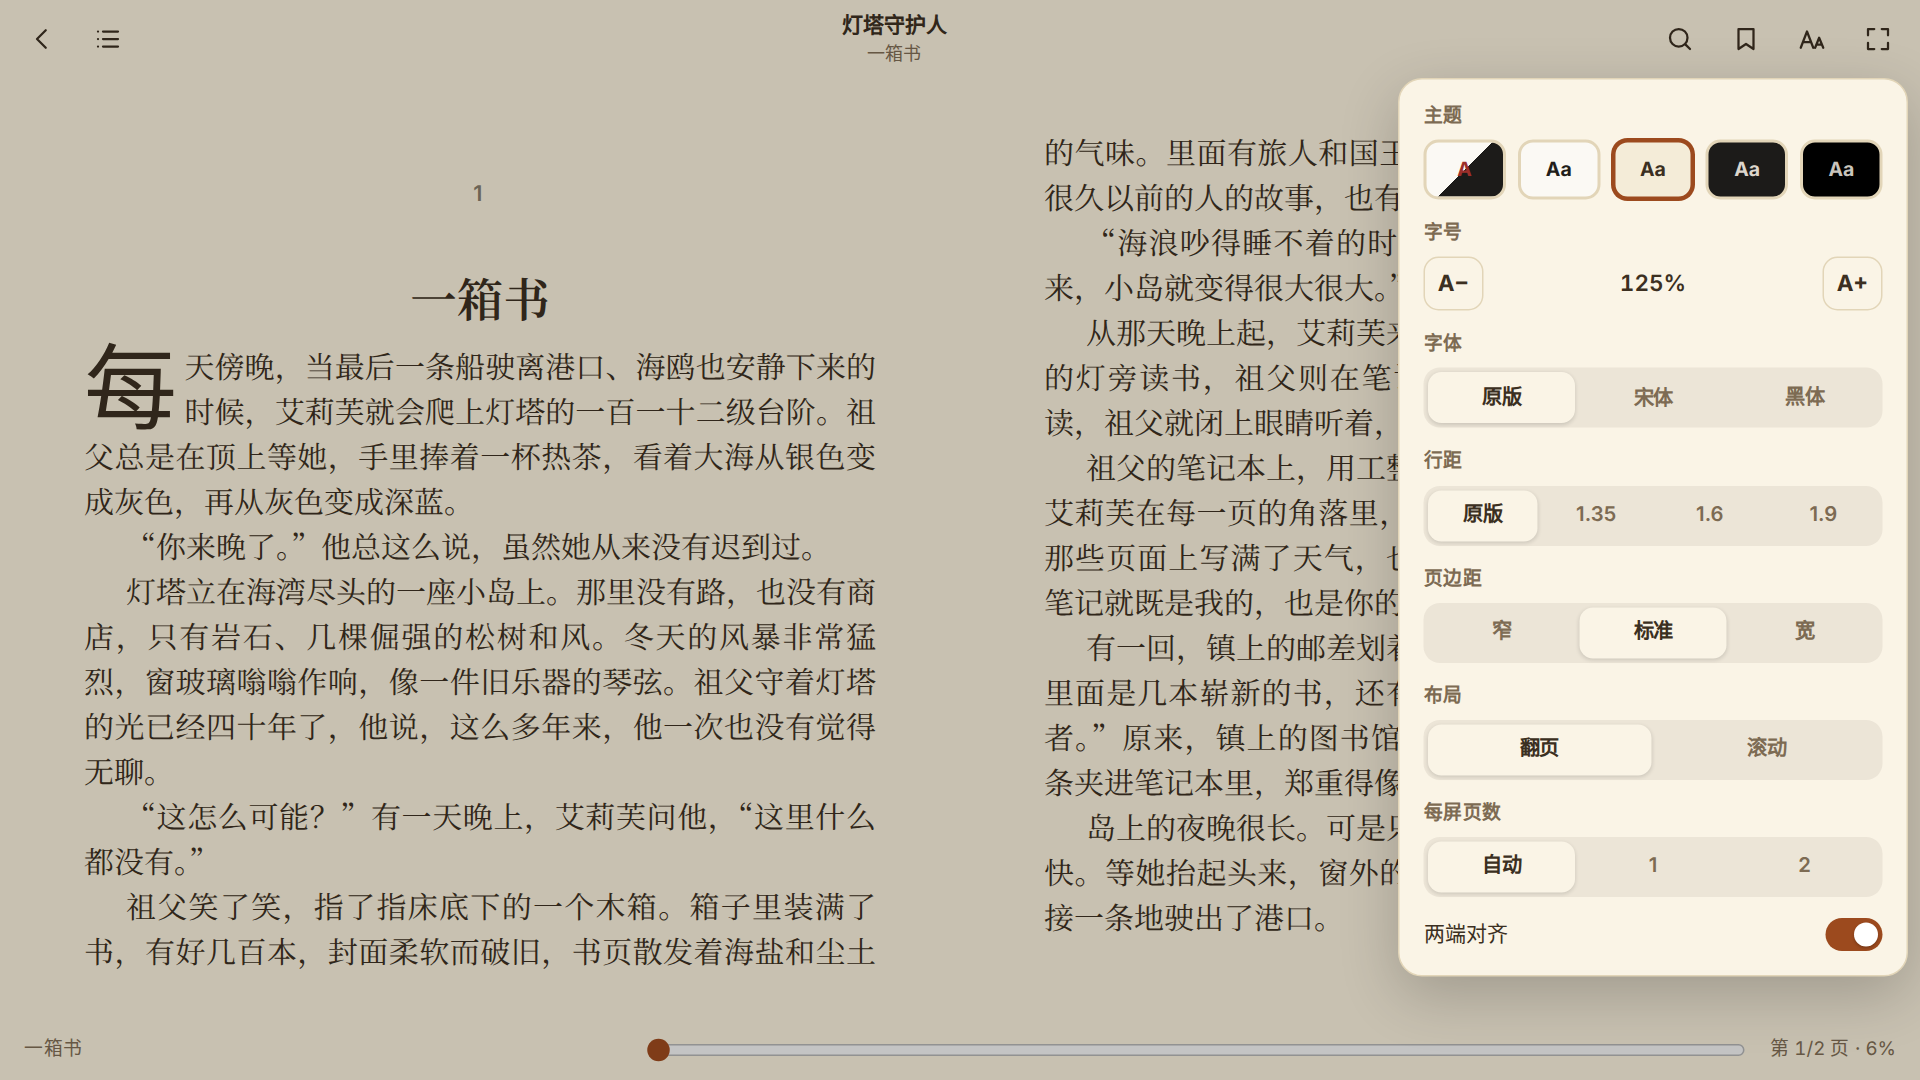 灯塔守护人
一箱书
1
一箱书
每天傍晚，当最后一条船驶离港口、海鸥也安静下来的
时候，艾莉芙就会爬上灯塔的一百一十二级台阶。祖
父总是在顶上等她，手里捧着一杯热茶，看着大海从银色变
成灰色，再从灰色变成深蓝。
“你来晚了。”他总这么说，虽然她从来没有迟到过。
灯塔立在海湾尽头的一座小岛上。那里没有路，也没有商
店，只有岩石、几棵倔强的松树和风。冬天的风暴非常猛
烈，窗玻璃嗡嗡作响，像一件旧乐器的琴弦。祖父守着灯塔
的光已经四十年了，他说，这么多年来，他一次也没有觉得
无聊。
“这怎么可能？”有一天晚上，艾莉芙问他，“这里什么
都没有。”
祖父笑了笑，指了指床底下的一个木箱。箱子里装满了
书，有好几百本，封面柔软而破旧，书页散发着海盐和尘土
的气味。里面有旅人和国王
很久以前的人的故事，也有
“海浪吵得睡不着的时
来，小岛就变得很大很大。”
从那天晚上起，艾莉芙来
的灯旁读书，祖父则在笔记
读，祖父就闭上眼睛听着，
祖父的笔记本上，用工整
艾莉芙在每一页的角落里，
那些页面上写满了天气，也
笔记就既是我的，也是你的
有一回，镇上的邮差划着
里面是几本崭新的书，还有
者。”原来，镇上的图书馆
条夹进笔记本里，郑重得像
岛上的夜晚很长。可是只
快。等她抬起头来，窗外的
接一条地驶出了港口。
主题
A
Aa
Aa
Aa
Aa
字号
A−
125%
A+
字体
原版
宋体
黑体
行距
原版
1.35
1.6
1.9
页边距
窄
标准
宽
布局
翻页
滚动
每屏页数
自动
1
2
两端对齐
一箱书
第 1/2 页 · 6%